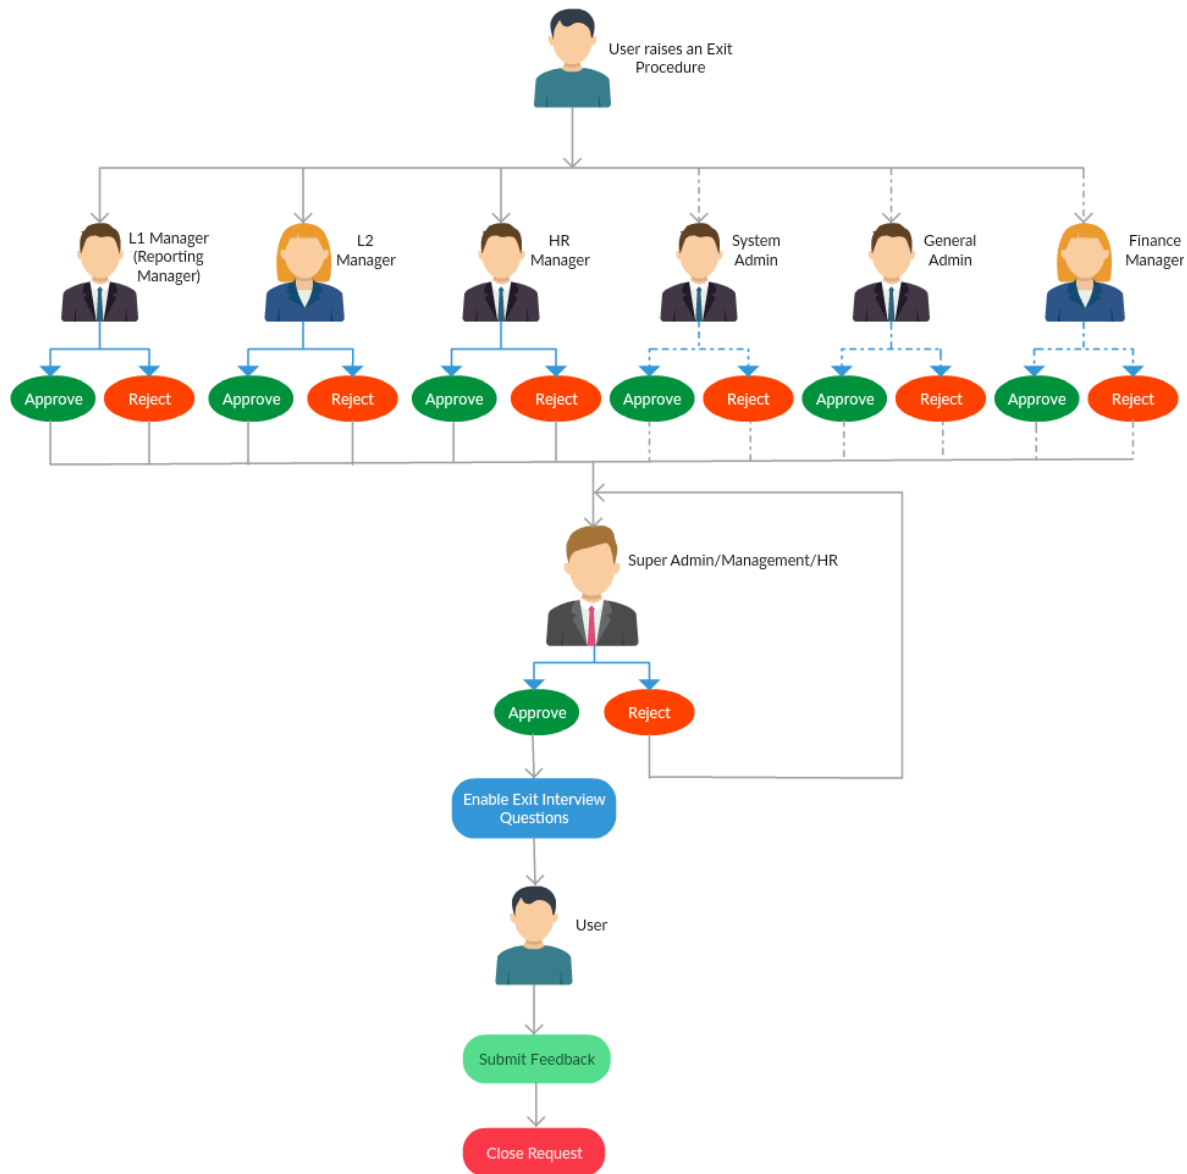 User raises an Exit
Procedure
L1 Manager
(Reporting
Manager)
L2
Manager
HR
Manager
System
Admin
General
Admin
Finance
Manager
Approve
Reject
Approve
Reject
Approve
Reject
Approve
Reject
Approve
Reject
Approve
Reject
Super Admin/Management/HR
Approve
Reject
Enable Exit Interview
Questions
User
Submit Feedback
Close Request